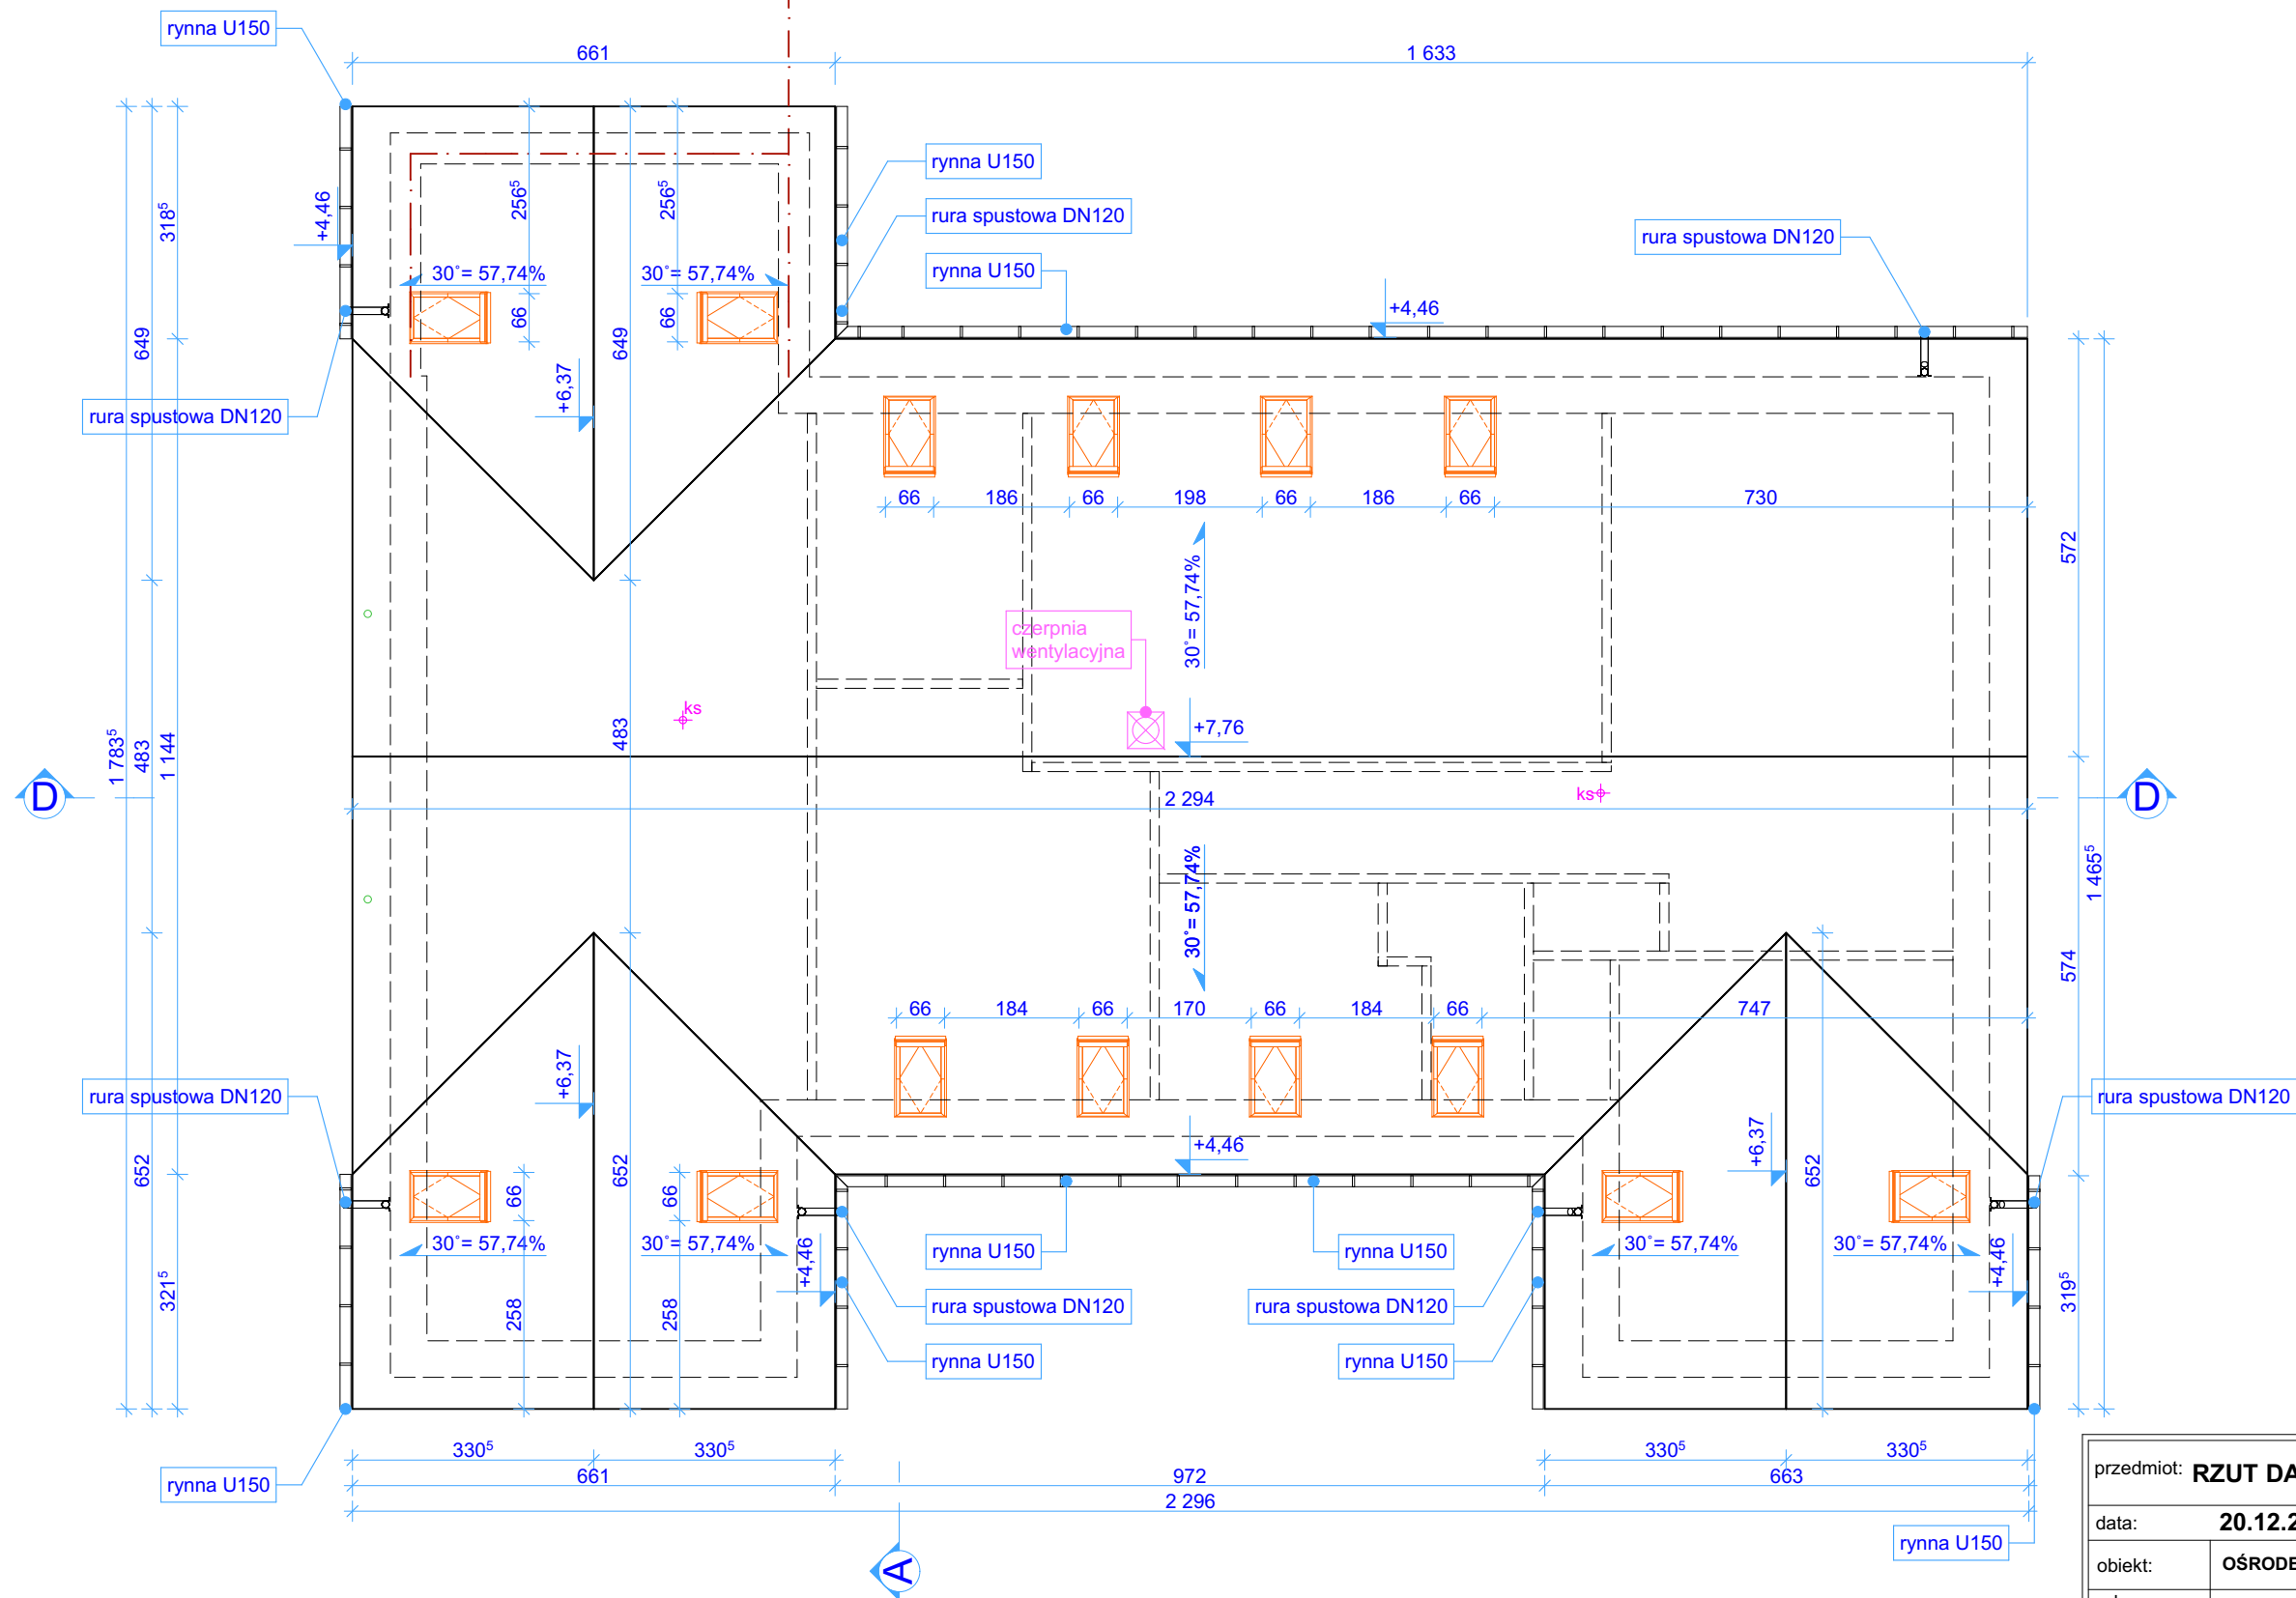 rynna U150
661
1 633
rynna U150
rura spustowa DN120
rynna U150
rura spustowa DN120
+4,46
318⁵
256⁵
256⁵
30°= 57,74%
30°= 57,74%
66
66
+4,46
649
649
+6,37
rura spustowa DN120
66
186
66
198
66
186
66
730
572
30°= 57,74%
czerpnia
wentylacyjna
ks
+7,76
1 783⁵
483
1 144
483
D
D
2 294
ks
30°= 57,74%
1 465⁵
574
66
184
66
170
66
184
66
747
+6,37
+6,37
rura spustowa DN120
rura spustowa DN120
+4,46
652
652
652
66
66
30°= 57,74%
30°= 57,74%
30°= 57,74%
30°= 57,74%
+4,46
+4,46
rynna U150
rynna U150
321⁵
258
258
319⁵
rura spustowa DN120
rura spustowa DN120
rynna U150
rynna U150
330⁵
330⁵
330⁵
330⁵
661
972
663
2 296
rynna U150
rynna U150
A
przedmiot: RZUT DA
data: 20.12.2
obiekt: OŚRODE